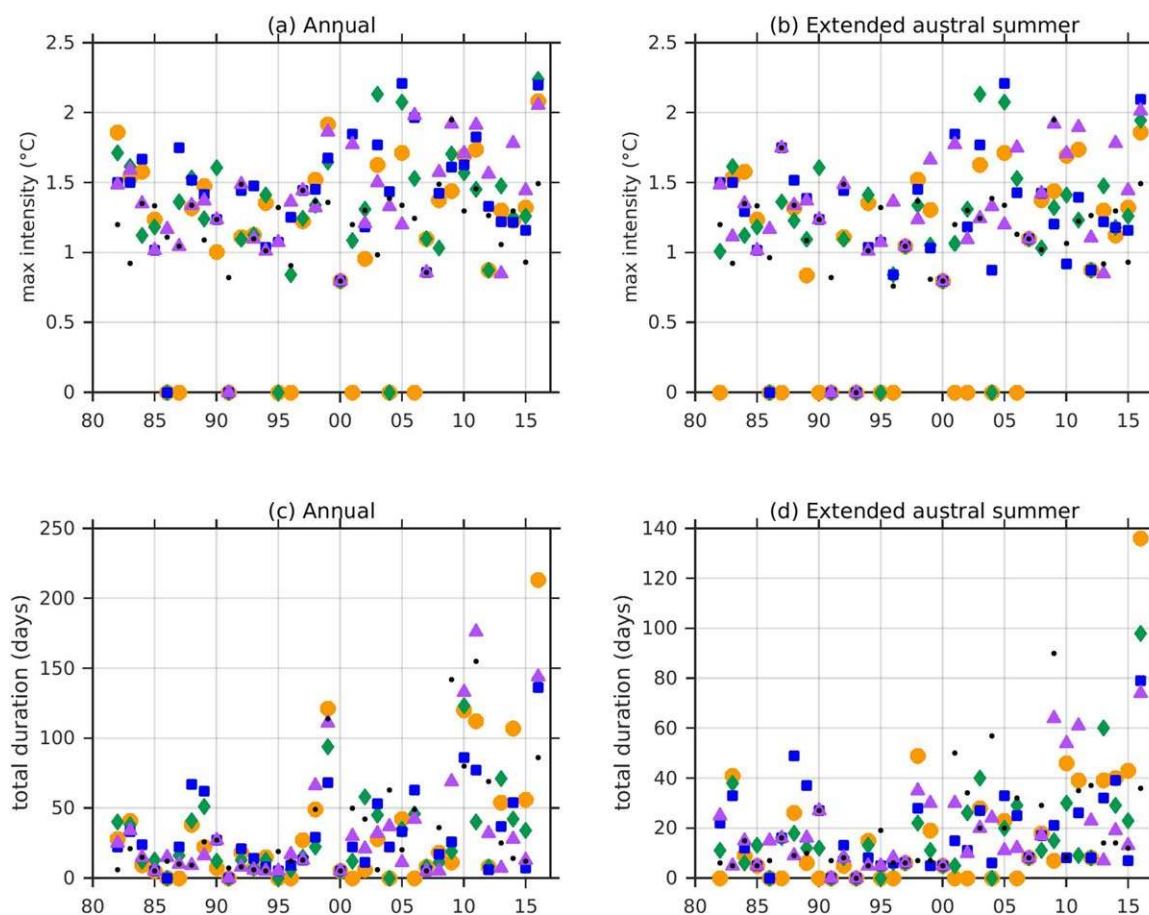 (a) Annual
(b) Extended austral summer
2.5
2
1.5
1
0.5
0
max intensity (°C)
80 85 90 95 00 05 10 15
2.5
2
1.5
1
0.5
0
max intensity (°C)
80 85 90 95 00 05 10 15
(c) Annual
(d) Extended austral summer
250
200
150
100
50
0
total duration (days)
80 85 90 95 00 05 10 15
140
120
100
80
60
40
20
0
total duration (days)
80 85 90 95 00 05 10 15